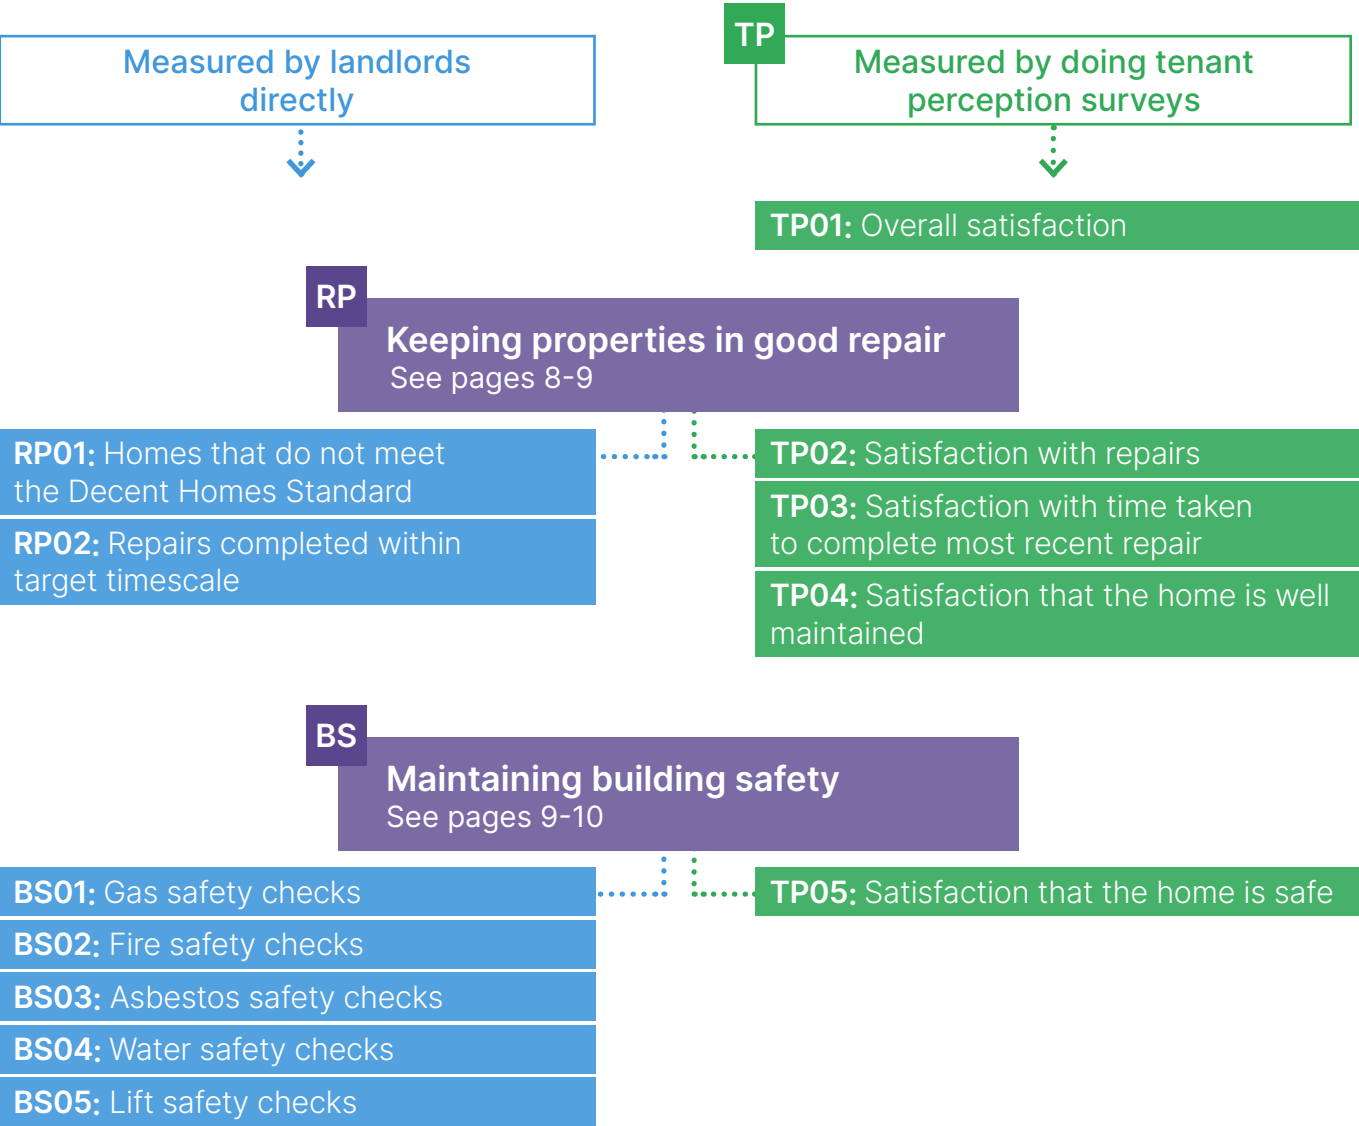 Measured by landlords
directly
TP
Measured by doing tenant
perception surveys
TP01: Overall satisfaction
RP
Keeping properties in good repair
See pages 8-9
RP01: Homes that do not meet
the Decent Homes Standard
RP02: Repairs completed within
target timescale
TP02: Satisfaction with repairs
TP03: Satisfaction with time taken
to complete most recent repair
TP04: Satisfaction that the home is well
maintained
BS
Maintaining building safety
See pages 9-10
BS01: Gas safety checks
BS02: Fire safety checks
BS03: Asbestos safety checks
BS04: Water safety checks
BS05: Lift safety checks
TP05: Satisfaction that the home is safe